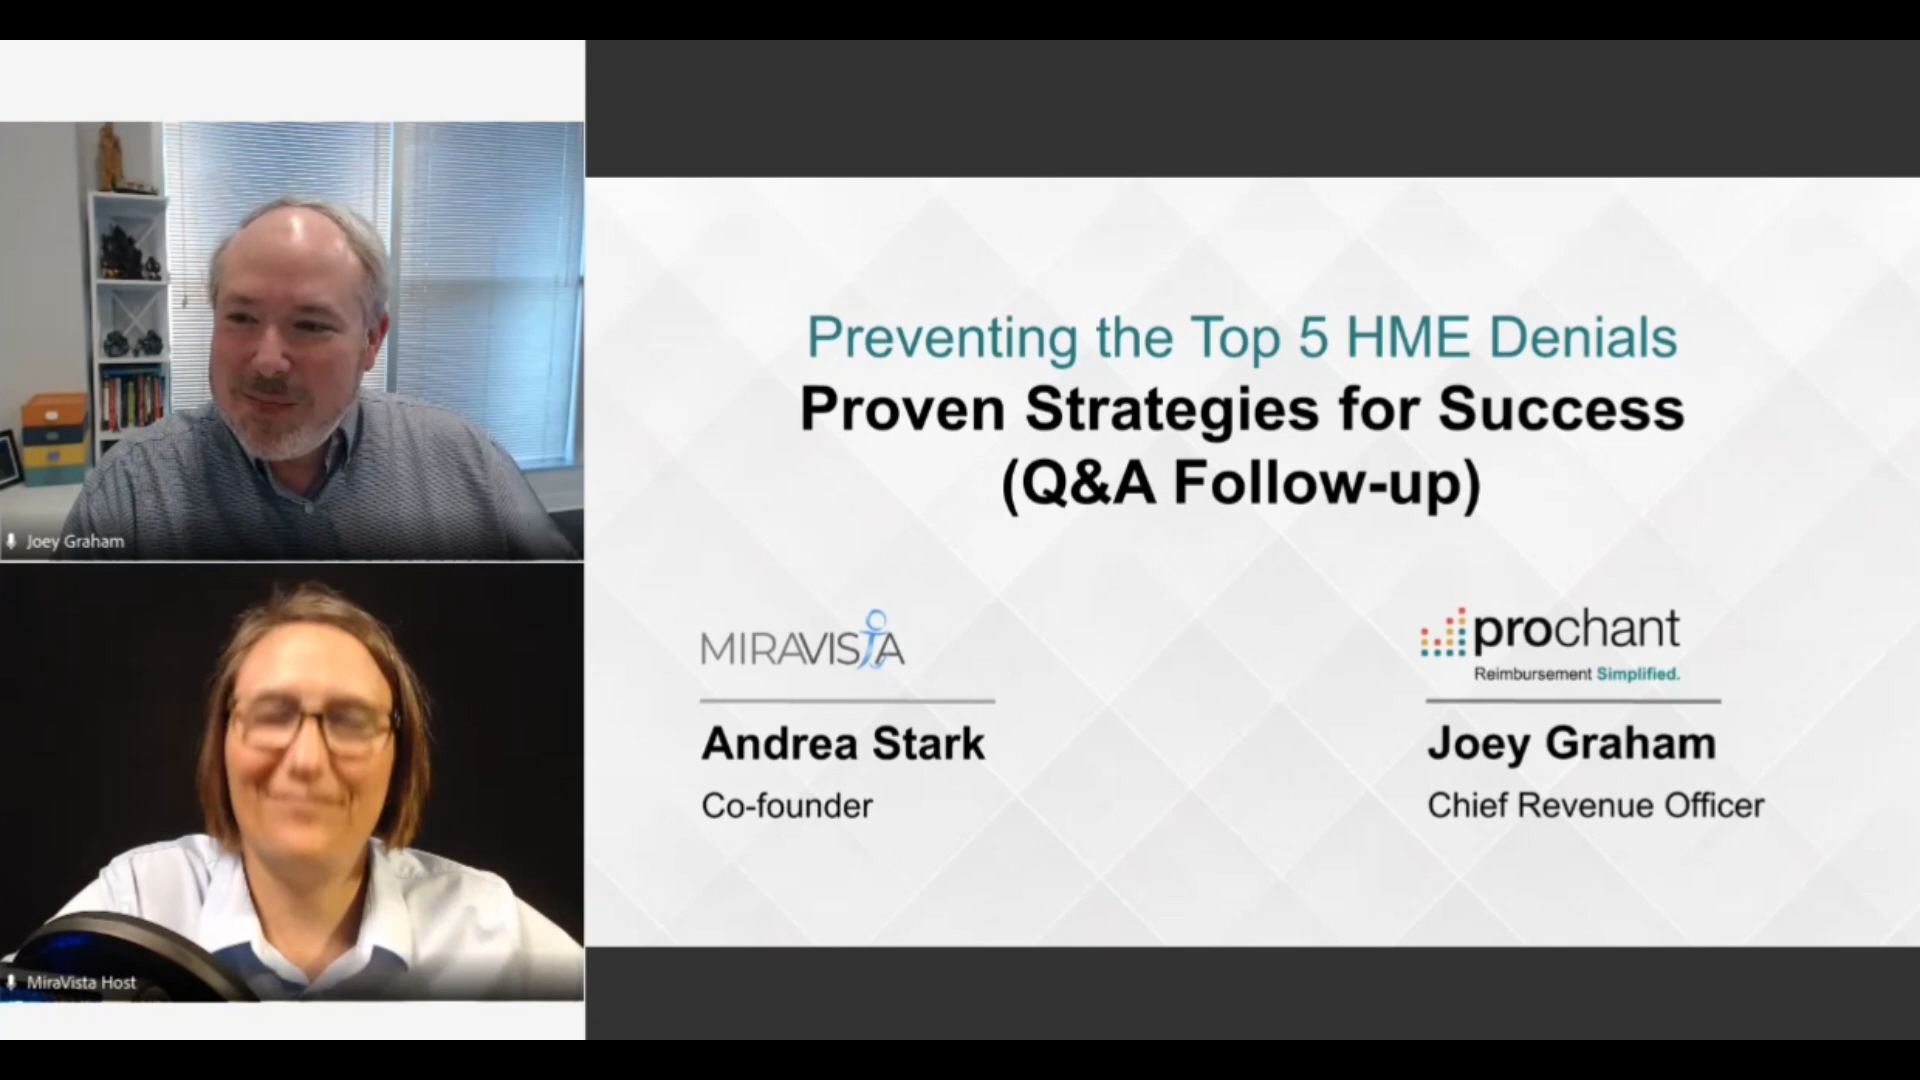 Joey Graham
MiraVista Host
Preventing the Top 5 HME Denials
Proven Strategies for Success
(Q&A Follow-up)
MIRAVISTA
Andrea Stark
Co-founder
prochant
Reimbursement Simplified.
Joey Graham
Chief Revenue Officer